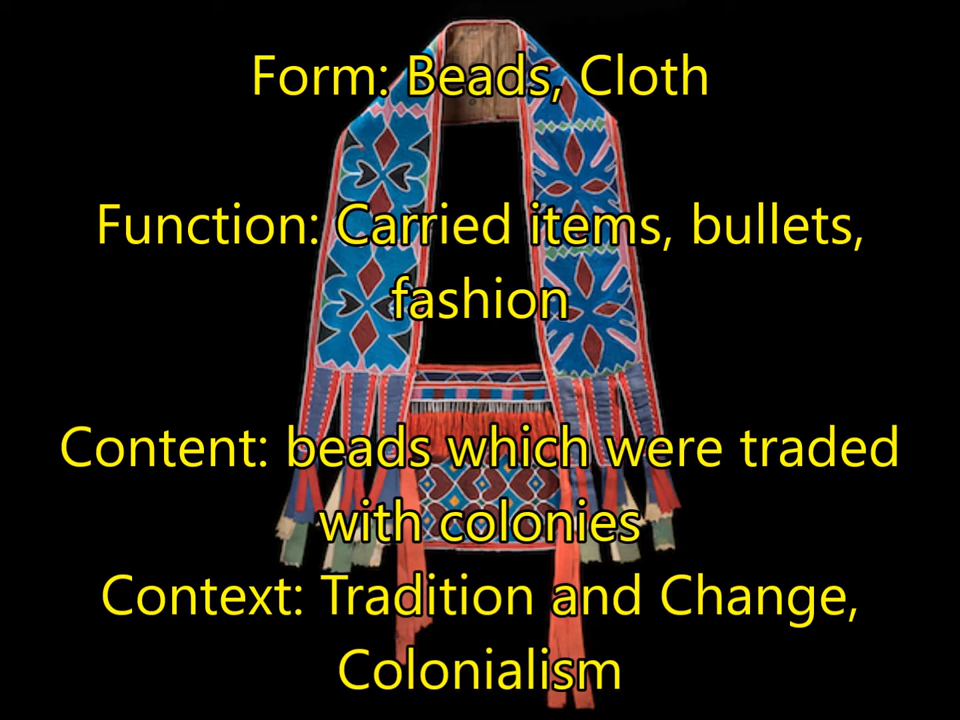 Form: Beads, Cloth
Function: Carried items, bullets,
fashion
Content: beads which were traded
with colonies
Context: Tradition and Change,
Colonialism